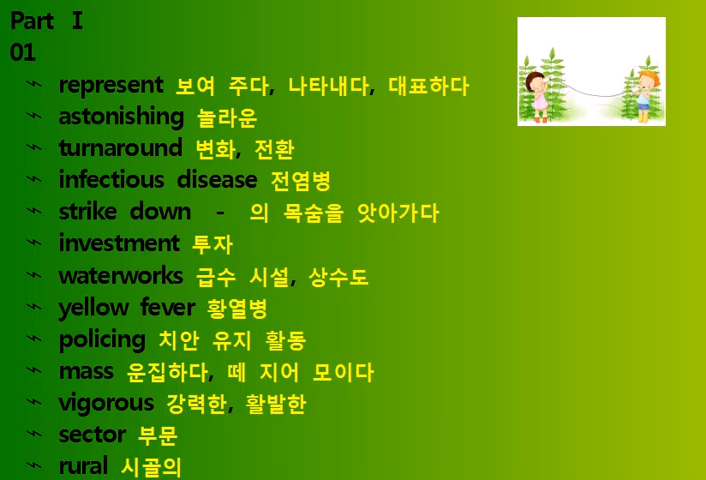 Part I
01
represent 보여 주다, 나타내다, 대표하다
astonishing 놀라운
turnaround 변화, 전환
infectious disease 전염병
strike down - 의 목숨을 앗아가다
investment 투자
waterworks 급수 시설, 상수도
yellow fever 황열병
policing 치안 유지 활동
mass 운집하다, 떼 지어 모이다
vigorous 강력한, 활발한
sector 부문
rural 시골의